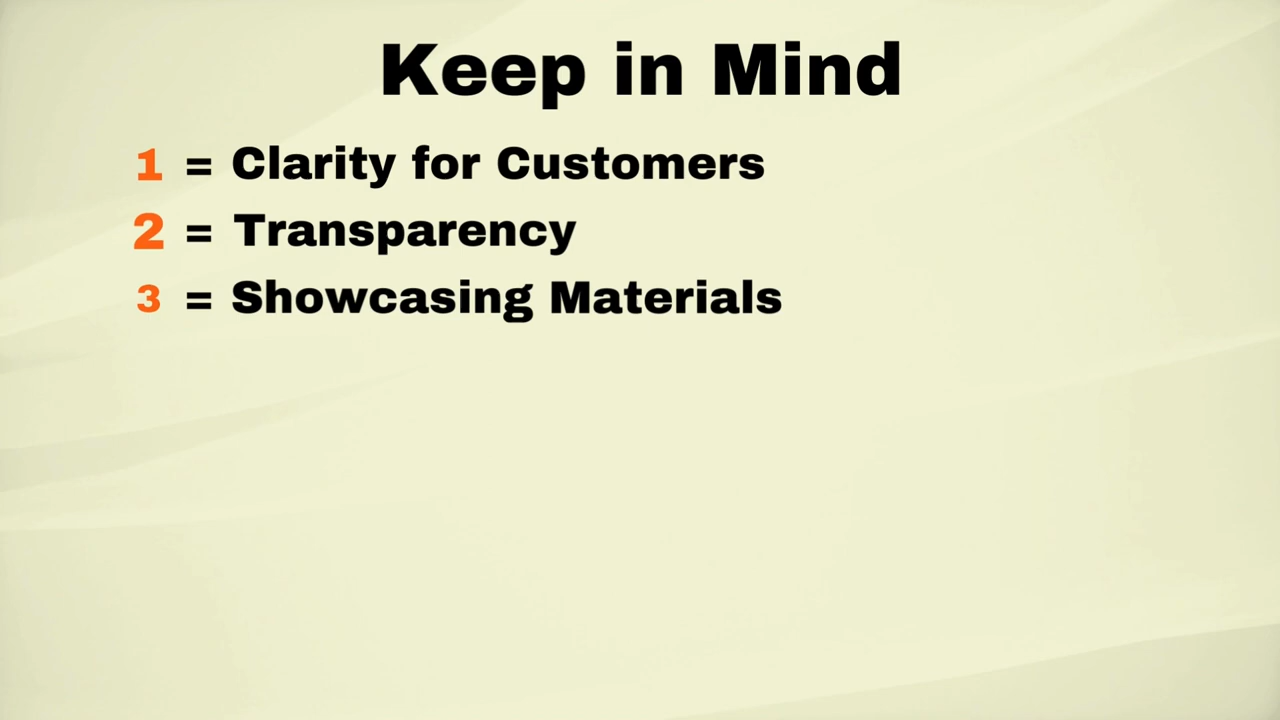 Keep in Mind
1 = Clarity for Customers
2 = Transparency
3 = Showcasing Materials